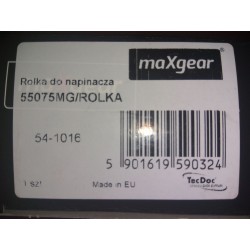 maXgear
Rolka do napinacza
55075MG/ROLKA
54-1016
5 901619 590324
1 szt
Made in EU
TecDoc